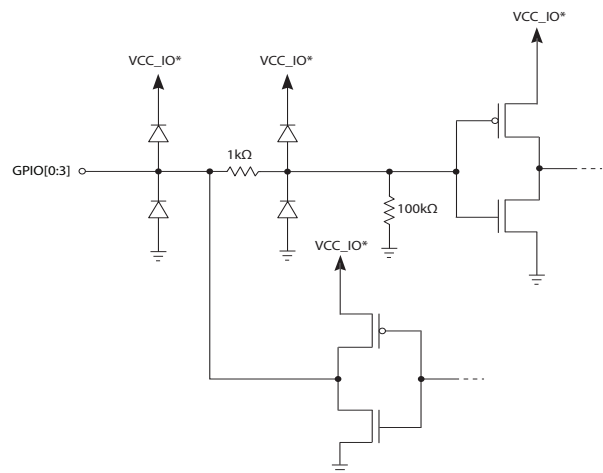 VCC_IO*
VCC_IO*
VCC_IO*
1kΩ
GPIO[0:3]
100kΩ
VCC_IO*